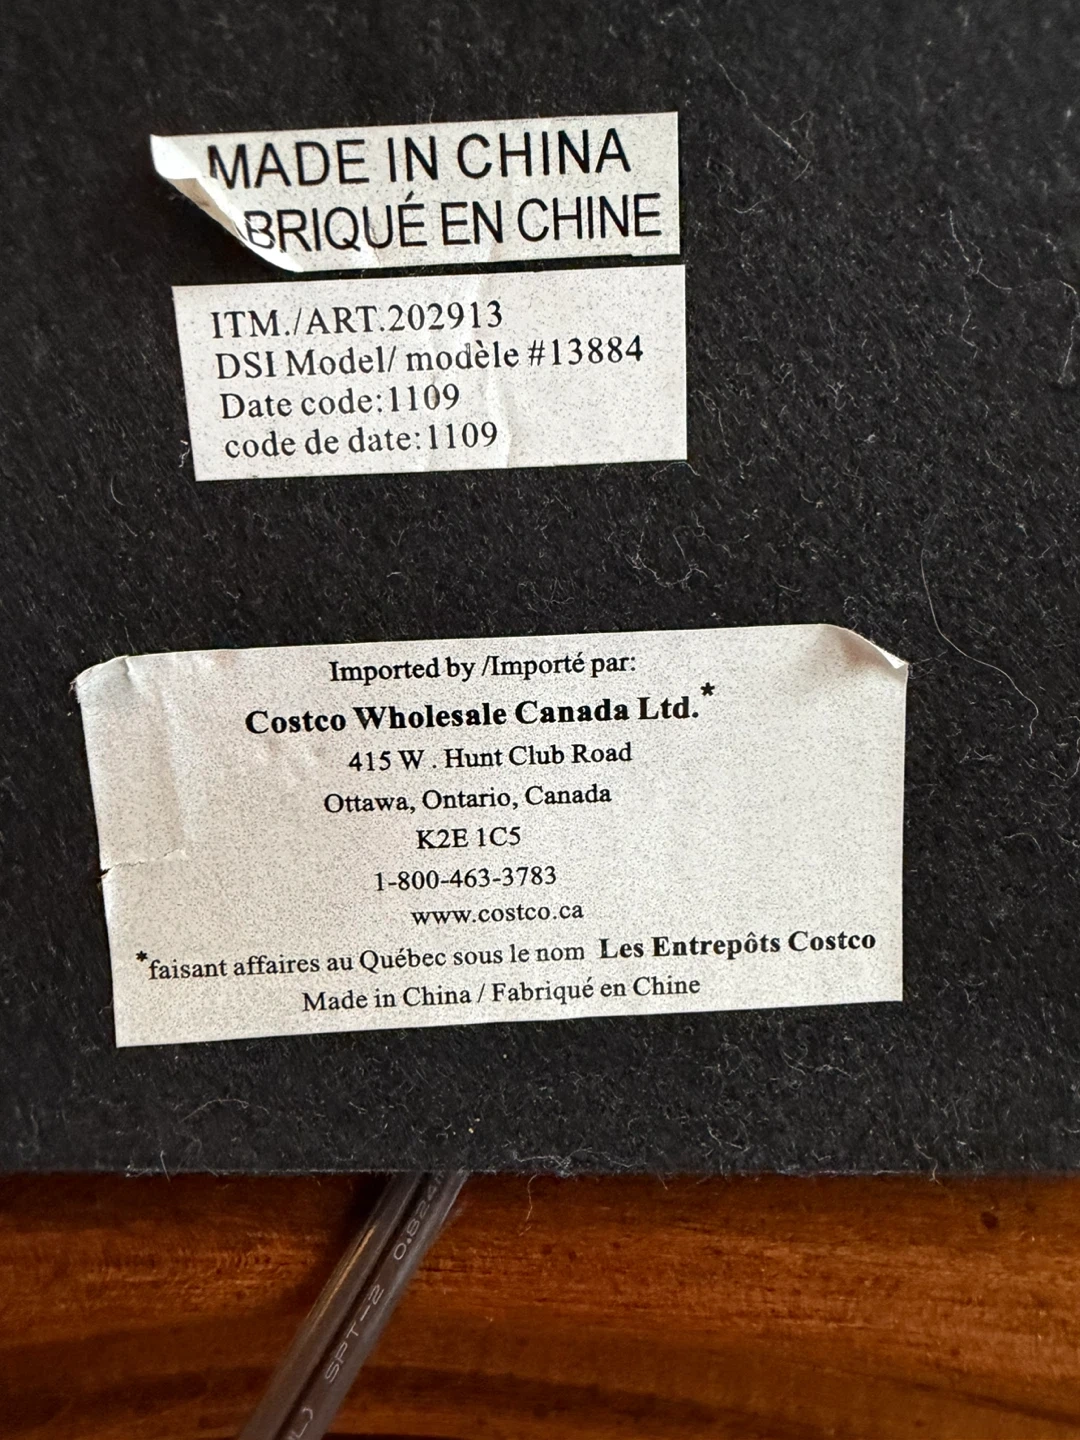 MADE IN CHINA
BRIQUÉ EN CHINE
ITM./ART.202913
DSI Model/ modèle #13884
Date code:1109
code de date:1109
Imported by /Importé par:
Costco Wholesale Canada Ltd.*
415 W . Hunt Club Road
Ottawa, Ontario, Canada
K2E 1C5
1-800-463-3783
www.costco.ca
*faisant affaires au Québec sous le nom Les Entrepôts Costco
Made in China / Fabriqué en Chine
SPT-2 0.824